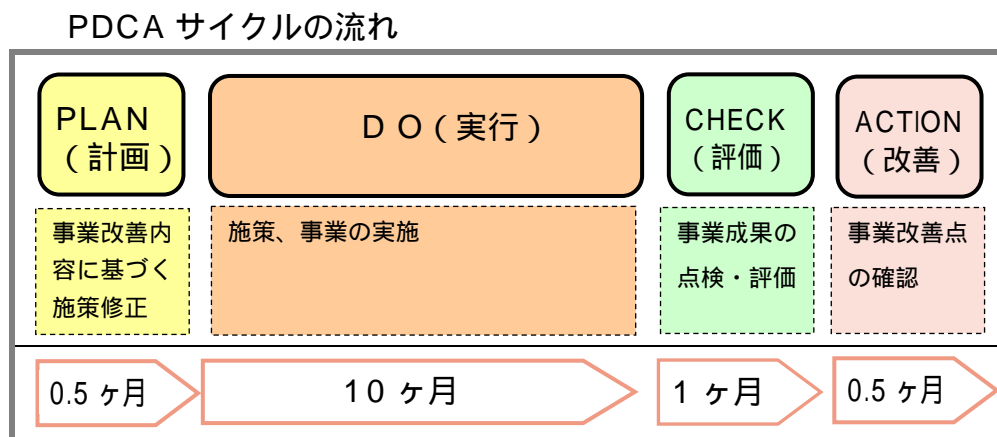 PDCA サイクルの流れ
PLAN
（計画）
ＤＯ（実行）
CHECK
（評価）
ACTION
（改善）
事業改善内
容に基づく
施策修正
施策、事業の実施
事業成果の
点検・評価
事業改善点
の確認
0.5 ヶ月
10 ヶ月
1 ヶ月
0.5 ヶ月